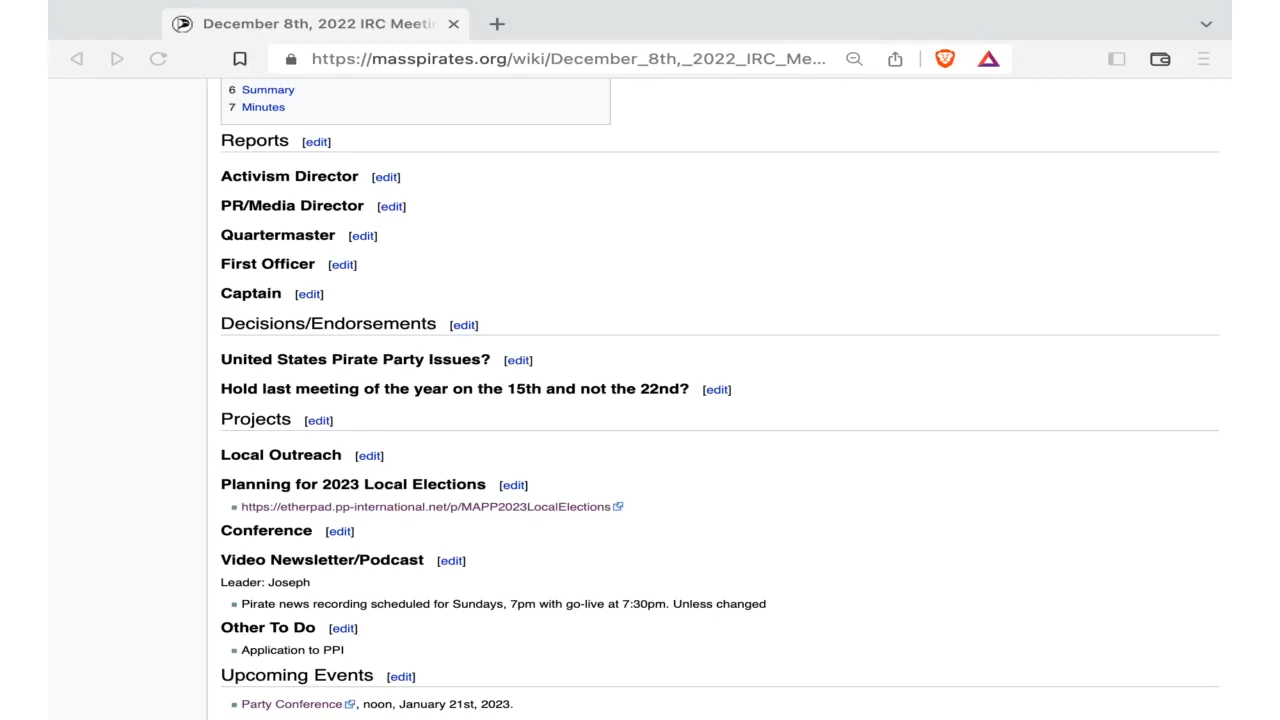 December 8th, 2022 IRC Meeti
https://masspirates.org/wiki/December_8th,_2022_IRC_Me...
6 Summary
7 Minutes
Reports [edit]
Activism Director [edit]
PR/Media Director [edit]
Quartermaster [edit]
First Officer [edit]
Captain [edit]
Decisions/Endorsements [edit]
United States Pirate Party Issues? [edit]
Hold last meeting of the year on the 15th and not the 22nd? [edit]
Projects [edit]
Local Outreach [edit]
Planning for 2023 Local Elections [edit]
https://etherpad.pp-international.net/p/MAPP2023LocalElections
Conference [edit]
Video Newsletter/Podcast [edit]
Leader: Joseph
Pirate news recording scheduled for Sundays, 7pm with go-live at 7:30pm. Unless changed
Other To Do [edit]
Application to PPI
Upcoming Events [edit]
Party Conference, noon, January 21st, 2023.